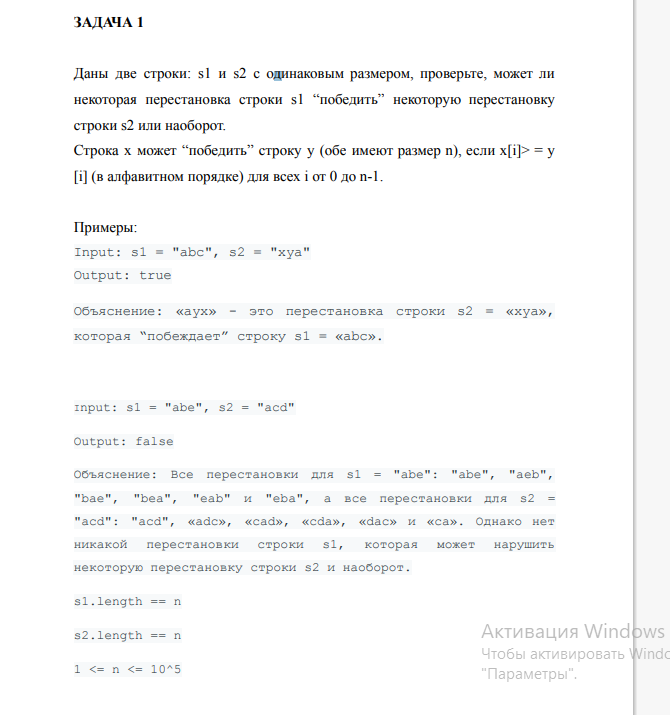 ЗАДАЧА 1
Даны две строки: s1 и s2 с одинаковым размером, проверьте, может ли
некоторая перестановка строки s1 “победить” некоторую перестановку
строки s2 или наоборот.
Строка x может “победить” строку y (обе имеют размер n), если x[i]> = y
[i] (в алфавитном порядке) для всех i от 0 до n-1.
Примеры:
Input: s1 = "abc", s2 = "xya"
Output: true
Объяснение: «ayx» - это перестановка строки s2 = «xya»,
которая “побеждает” строку s1 = «abc».
Input: s1 = "abe", s2 = "acd"
Output: false
Объяснение: Все перестановки для s1 = "abe": "abe", "aeb",
"bae", "bea", "eab" и "eba", а все перестановки для s2 =
"acd": "acd", «adc», «cad», «cda», «dac» и «ca». Однако нет
никакой перестановки строки s1, которая может нарушить
некоторую перестановку строки s2 и наоборот.
s1.length == n
s2.length == n
1 <= n <= 10^5
Активация Windows
Чтобы активировать Windo
"Параметры".